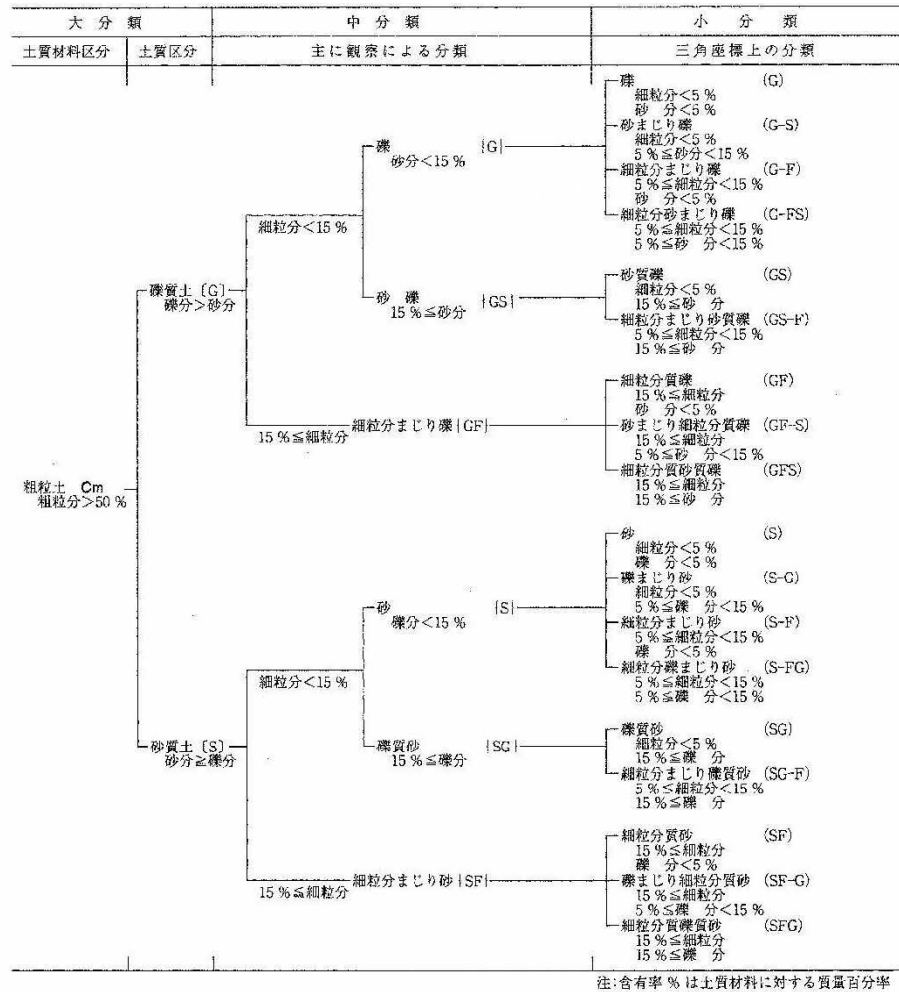 大 分 類 中 分 類 小 分 類
土質材料区分 土質区分 主に観察による分類 三角座標上の分類
礫 (G)
細粒分<5 %
砂 分<5 %
砂まじり礫 (G-S)
細粒分<5 %
5 %≦砂分<15 %
礫 {G}
砂分<15 %
細粒分まじり礫 (G-F)
5 %≦細粒分<15 %
砂 分<5 %
細粒分砂まじり礫 (G-FS)
5 %≦細粒分<15 %
5 %≦砂 分<15 %
細粒分<15 %
砂 礫 {GS}
15 %≦砂分
砂質礫 (GS)
細粒分<5 %
15 %≦砂 分
細粒分まじり砂質礫 (GS-F)
5 %≦細粒分<15 %
15 %≦砂 分
礫質土〔G〕
礫分>砂分
細粒分質礫 (GF)
15 %≦細粒分
砂 分<5 %
15 %≦細粒分 細粒分まじり礫 {GF} 砂まじり細粒分質礫 (GF-S)
15 %≦細粒分
5 %≦砂 分<15 %
細粒分質砂質礫 (GFS)
15 %≦細粒分
15 %≦砂 分
粗粒土 Cm
粗粒分>50 %
砂 (S)
細粒分<5 %
礫 分<5 %
礫まじり砂 (S-G)
細粒分<5 %
5 %≦礫 分<15 %
砂 {S}
礫分<15 %
細粒分まじり砂 (S-F)
5 %≦細粒分<15 %
礫 分<5 %
細粒分礫まじり砂 (S-FG)
5 %≦細粒分<15 %
5 %≦礫 分<15 %
細粒分<15 %
砂質土〔S〕
砂分≧礫分
礫質砂 {SG}
15 %≦礫分
礫質砂 (SG)
細粒分<5 %
15 %≦礫 分
細粒分まじり礫質砂 (SG-F)
5 %≦細粒分<15 %
15 %≦礫 分
細粒分質砂 (SF)
15 %≦細粒分
礫 分<5 %
15 %≦細粒分 細粒分まじり砂 {SF} 礫まじり細粒分質砂 (SF-G)
15 %≦細粒分
5 %≦礫 分<15 %
細粒分質礫質砂 (SFG)
15 %≦細粒分
15 %≦礫 分
注:含有率 % は土質材料に対する質量百分率